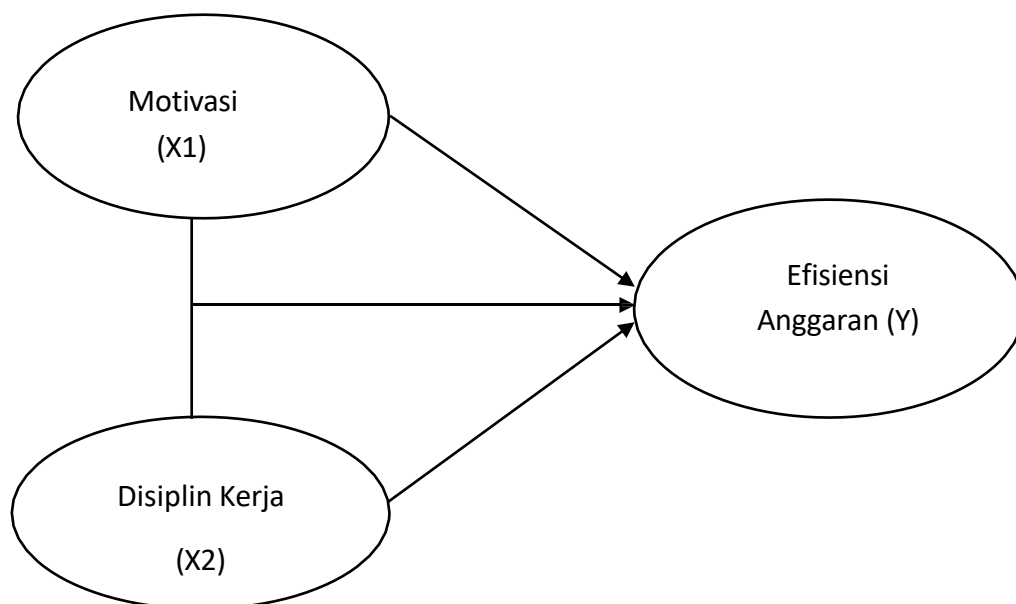 Motivasi
(X1)
Efisiensi
Anggaran (Y)
Disiplin Kerja
(X2)